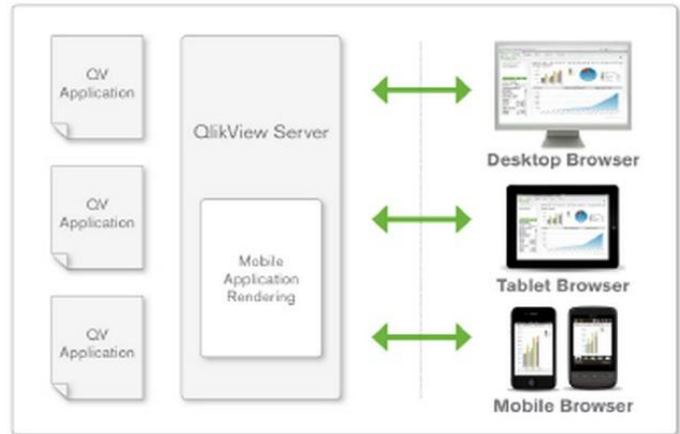 QV
Application
QV
Application
QV
Application
QlikView Server
Mobile
Application
Rendering
Desktop Browser
Tablet Browser
Mobile Browser